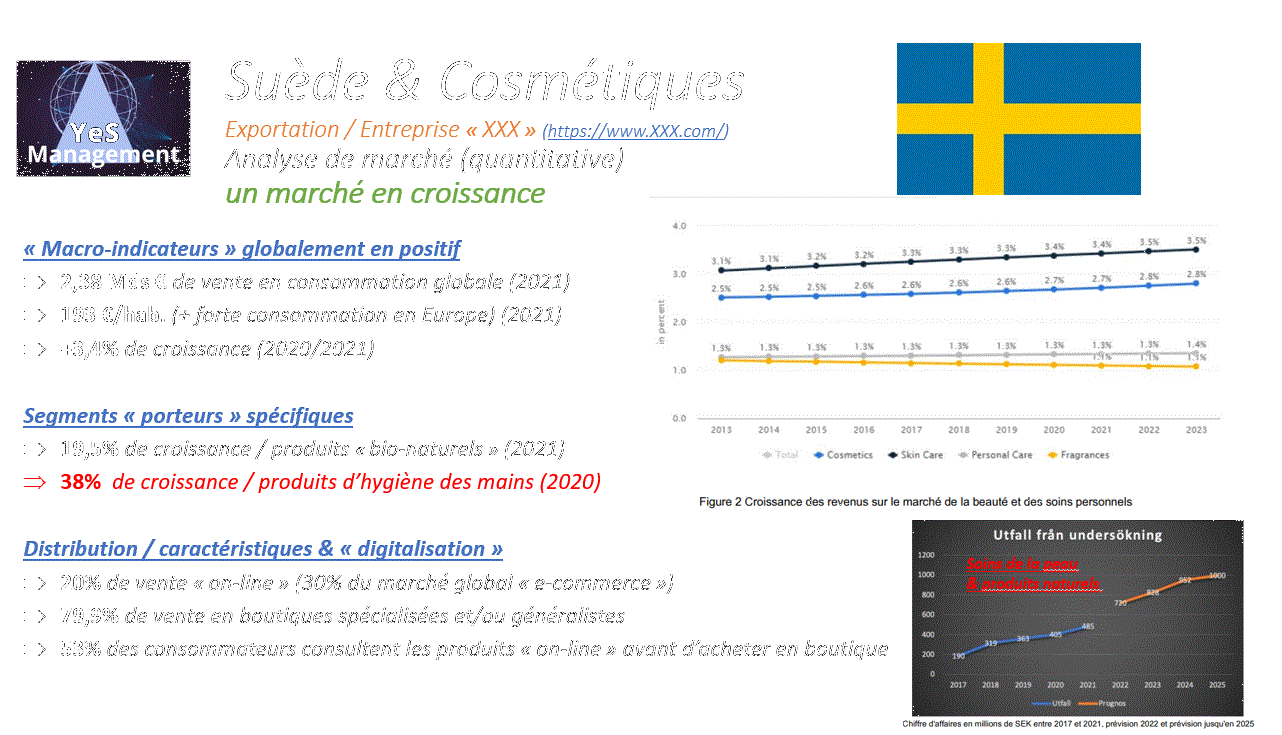 YeS
Management
Suède & Cosmétiques
Exportation / Entreprise « XXX » (https://www.XXX.com/)
Analyse de marché (quantitative)
un marché en croissance
« Macro-indicateurs » globalement en positif
⇒ 2,38 Mds € de vente en consommation globale (2021)
⇒ 193 €/hab. (+ forte consommation en Europe) (2021)
⇒ +3,4% de croissance (2020/2021)
Segments « porteurs » spécifiques
⇒ 19,5% de croissance / produits « bio-naturels » (2021)
⇒ 38% de croissance / produits d’hygiène des mains (2020)
Distribution / caractéristiques & « digitalisation »
⇒ 20% de vente « on-line » (30% du marché global « e-commerce »)
⇒ 79,9% de vente en boutiques spécialisées et/ou généralistes
⇒ 53% des consommateurs consultent les produits « on-line » avant d’acheter en boutique
4.0
3.0
2.0
1.0
0.0
in percent
3.1% 3.1% 3.2% 3.2% 3.3% 3.3% 3.3% 3.4% 3.4% 3.5% 3.5%
2.5% 2.5% 2.5% 2.6% 2.6% 2.6% 2.6% 2.7% 2.7% 2.8% 2.8%
1.3% 1.3% 1.3% 1.3% 1.3% 1.3% 1.3% 1.3% 1.3% 1.3% 1.4%
1.1% 1.1% 1.1%
2013 2014 2015 2016 2017 2018 2019 2020 2021 2022 2023
Total Cosmetics Skin Care Personal Care Fragrances
Figure 2 Croissance des revenus sur le marché de la beauté et des soins personnels
Utfall från undersökning
Soins de la peau
& produits naturels
1200
1000
800
600
400
200
0
190 319 363 405 485 720 828 952 1000
2017 2018 2019 2020 2021 2022 2023 2024 2025
Utfall Prognos
Chiffre d'affaires en millions de SEK entre 2017 et 2021, prévision 2022 et prévision jusqu'en 2025